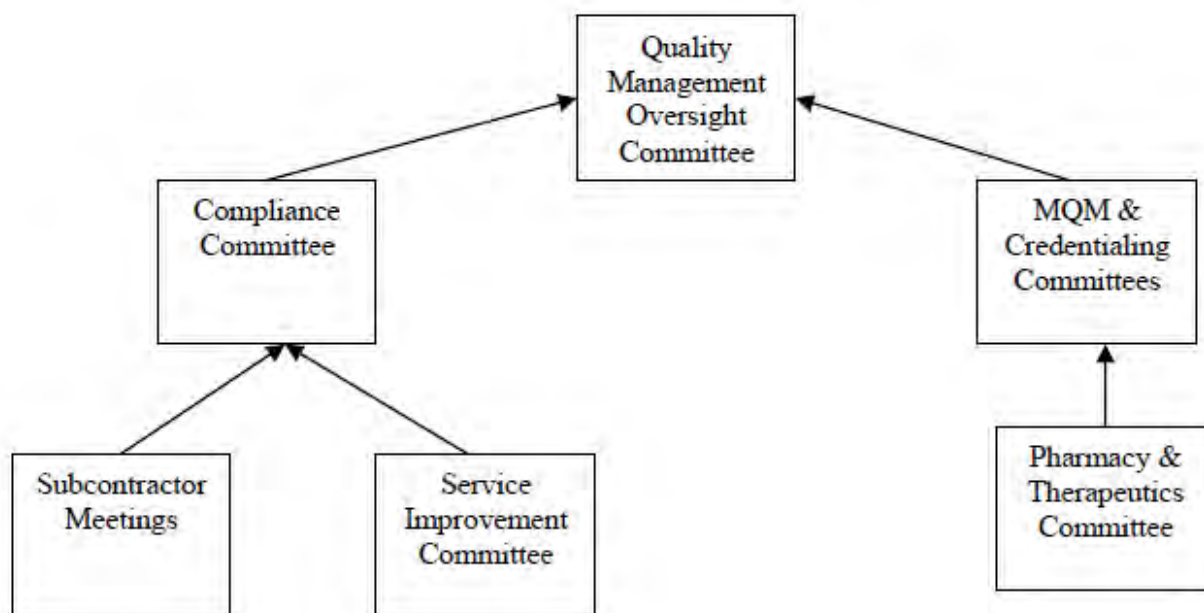 Quality
Management
Oversight
Committee
Compliance
Committee
MQM &
Credentialing
Committees
Subcontractor
Meetings
Service
Improvement
Committee
Pharmacy &
Therapeutics
Committee